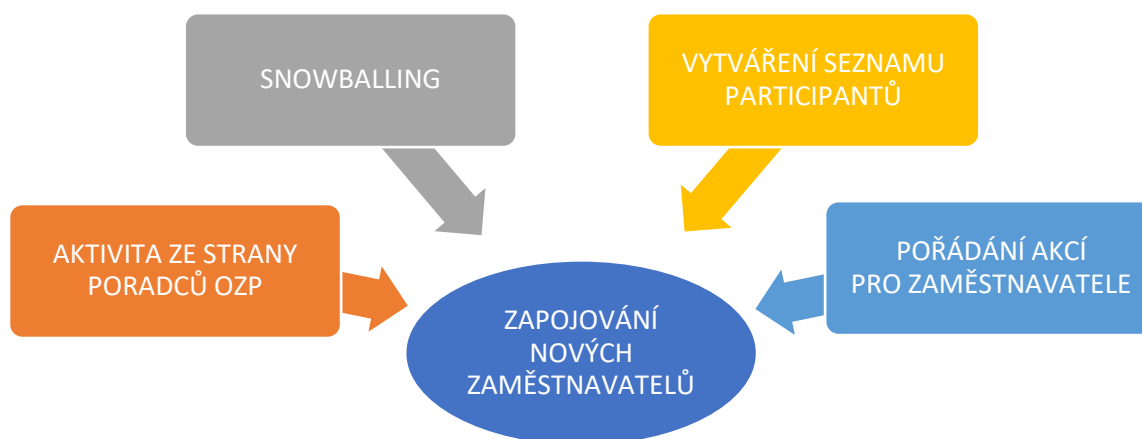 SNOWBALLING
VYTVÁŘENÍ SEZNAMU
PARTICIPANTŮ
AKTIVITA ZE STRANY
PORADCŮ OZP
POŘÁDÁNÍ AKCÍ
PRO ZAMĚSTNAVATELE
ZAPOJOVÁNÍ
NOVÝCH
ZAMĚSTNAVATELŮ